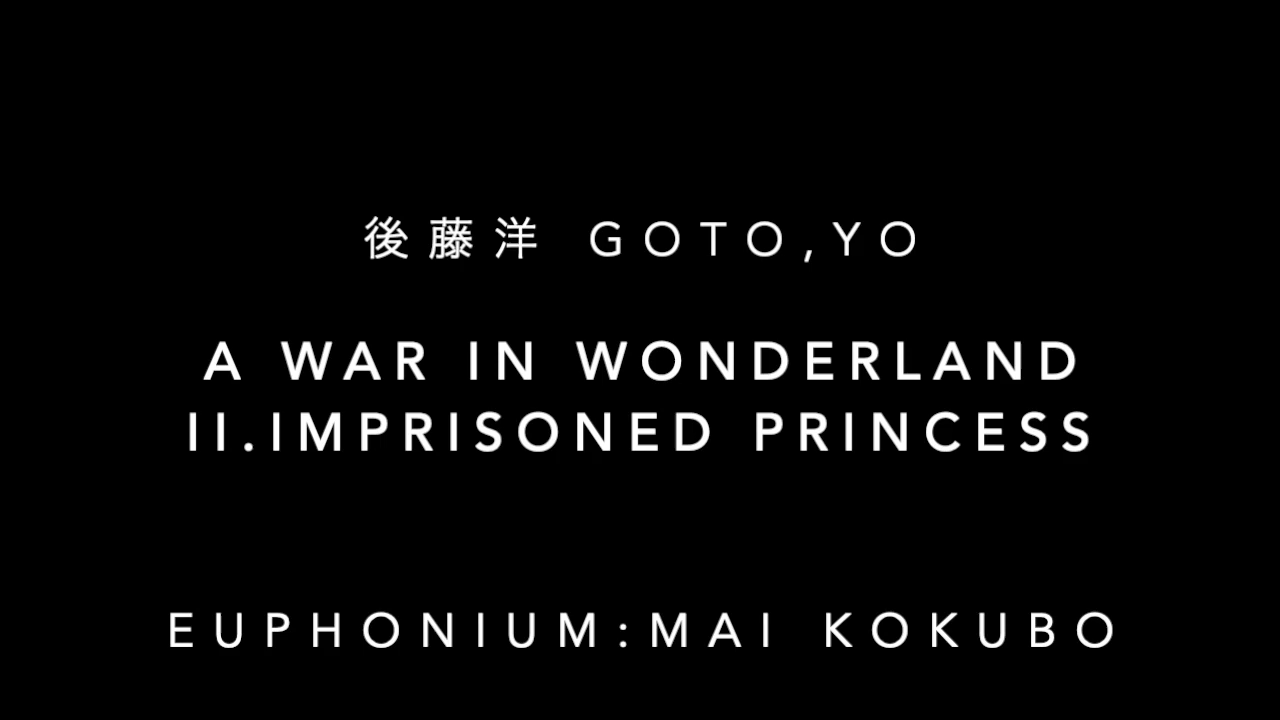 後藤洋 GOTO,YO
A WAR IN WONDERLAND
II.IMPRISONED PRINCESS
EUPHONIUM:MAI KOKUBO